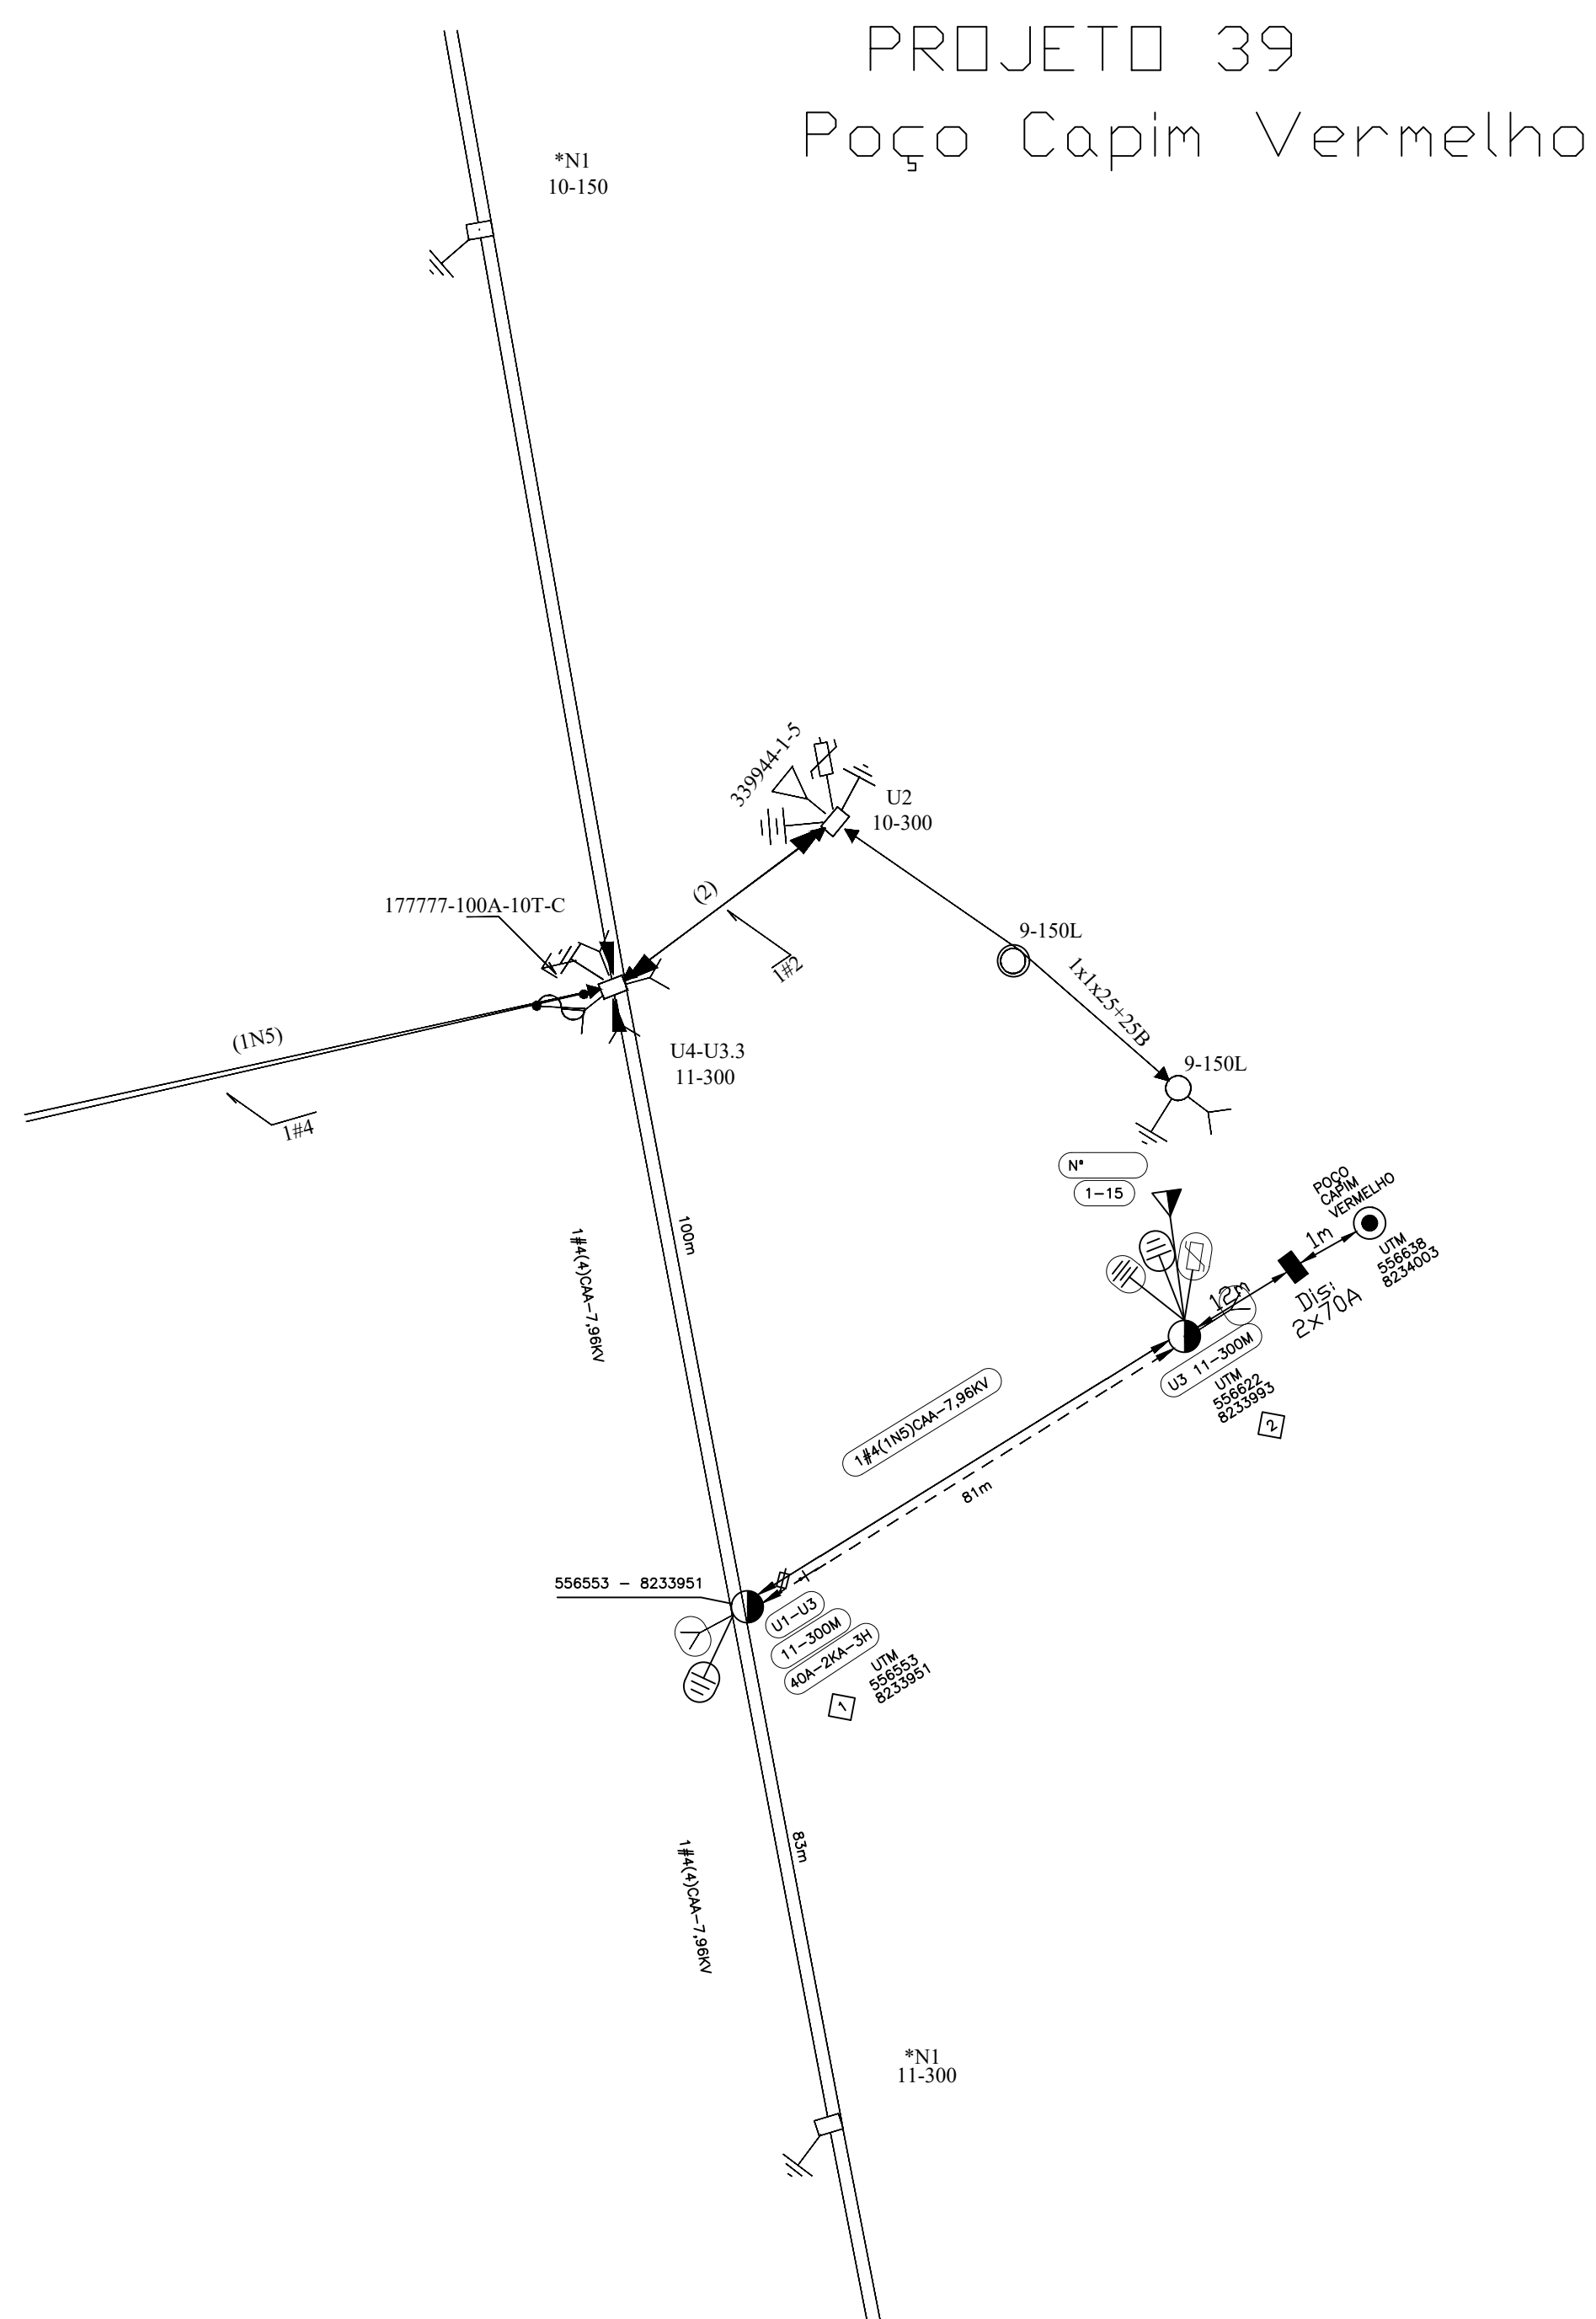 PROJETO 39
Poço Capim Vermelho
*N1
10-150
339944-1-5
U2
10-300
(2)
1#2
177777-100A-10T-C
9-150L
1x1x25+25B
9-150L
(1N5)
1#4
U4-U3.3
11-300
Nº
1-15
POÇO
CAPIM
VERMELHO
1m
UTM
556638
8234003
12m
Dis:
2x70A
U3 11-300M
UTM
556622
8233993
2
100m
1#4(4)CAA-7,96KV
1#4(1N5)CAA-7,96KV
81m
556553 - 8233951
U1-U3
11-300M
40A-2KA-3H
UTM
556553
8233951
1
83m
1#4(4)CAA-7,96KV
*N1
11-300